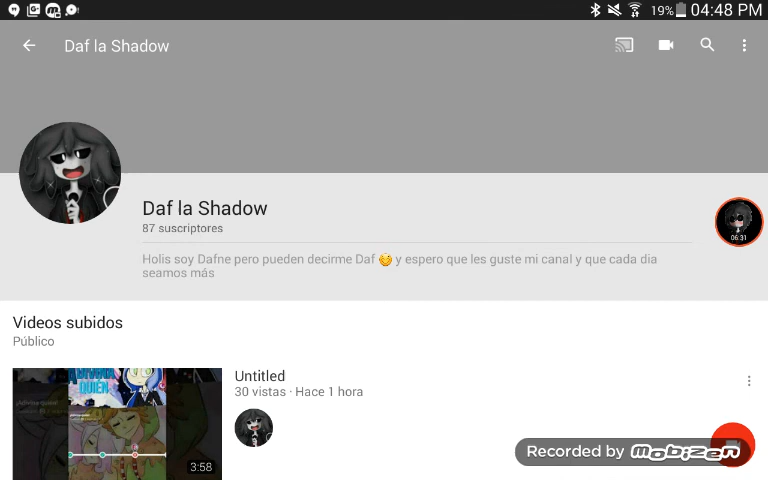 19% 04:48 PM
Daf la Shadow
Daf la Shadow
87 suscriptores
06:31
Holis soy Dafne pero pueden decirme Daf 😋 y espero que les guste mi canal y que cada dia
seamos más
Videos subidos
Público
ADIVINA
QUIÉN
Untitled
30 vistas · Hace 1 hora
3:58
Recorded by Mobizen